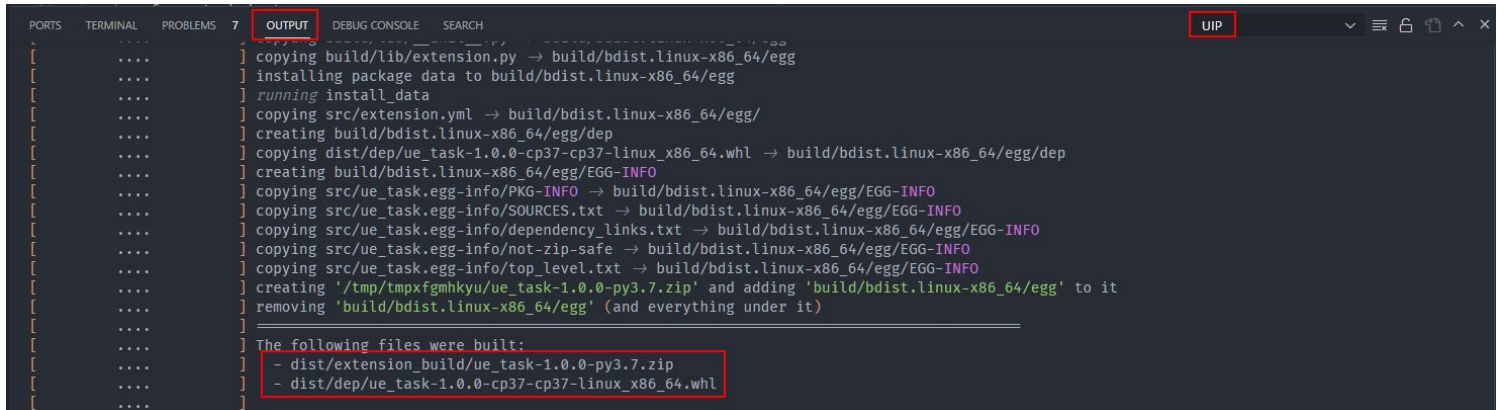 PORTS TERMINAL PROBLEMS 7 OUTPUT DEBUG CONSOLE SEARCH UIP
[ .... ] copying build/lib/extension.py → build/bdist.linux-x86_64/egg
[ .... ] installing package data to build/bdist.linux-x86_64/egg
[ .... ] running install_data
[ .... ] copying src/extension.yml → build/bdist.linux-x86_64/egg/
[ .... ] creating build/bdist.linux-x86_64/egg/dep
[ .... ] copying dist/dep/ue_task-1.0.0-cp37-cp37-linux_x86_64.whl → build/bdist.linux-x86_64/egg/dep
[ .... ] creating build/bdist.linux-x86_64/egg/EGG-INFO
[ .... ] copying src/ue_task.egg-info/PKG-INFO → build/bdist.linux-x86_64/egg/EGG-INFO
[ .... ] copying src/ue_task.egg-info/SOURCES.txt → build/bdist.linux-x86_64/egg/EGG-INFO
[ .... ] copying src/ue_task.egg-info/dependency_links.txt → build/bdist.linux-x86_64/egg/EGG-INFO
[ .... ] copying src/ue_task.egg-info/not-zip-safe → build/bdist.linux-x86_64/egg/EGG-INFO
[ .... ] copying src/ue_task.egg-info/top_level.txt → build/bdist.linux-x86_64/egg/EGG-INFO
[ .... ] creating '/tmp/tmpxfgmhkyu/ue_task-1.0.0-py3.7.zip' and adding 'build/bdist.linux-x86_64/egg' to it
[ .... ] removing 'build/bdist.linux-x86_64/egg' (and everything under it)
[ .... ] ════════════════════
[ .... ] The following files were built:
[ .... ] - dist/extension_build/ue_task-1.0.0-py3.7.zip
[ .... ] - dist/dep/ue_task-1.0.0-cp37-cp37-linux_x86_64.whl
[ .... ]